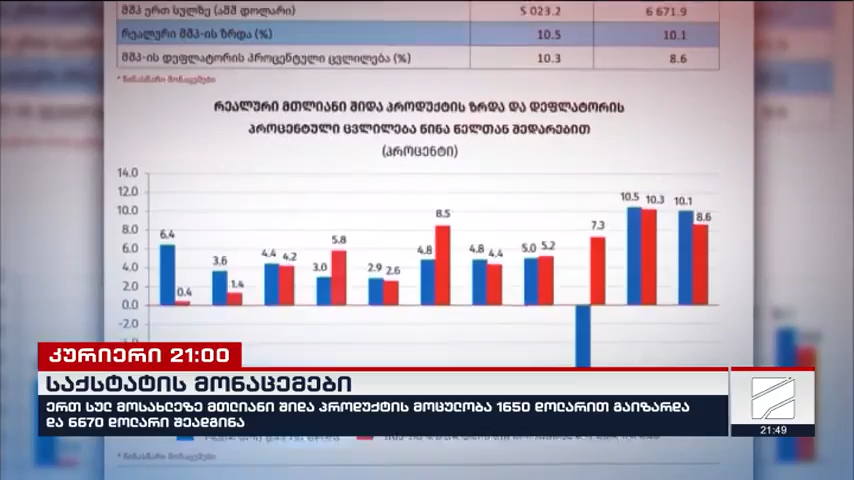 მშპ ერთ სულზე (აშშ დოლარი) 5 023.2 6 671.9
რეალური მშპ-ის ზრდა (%) 10.5 10.1
მშპ-ის დეფლატორის პროცენტული ცვლილება (%) 10.3 8.6
* წინასწარი მონაცემები
რეალური მთლიანი შიდა პროდუქტის ზრდა და დეფლატორის
პროცენტული ცვლილება წინა წელთან შედარებით
(პროცენტი)
14.0
12.0
10.0
8.0
6.0
4.0
2.0
0.0
-2.0
6.4 0.4 3.6 1.4 4.4 4.2 3.0 5.8 2.9 2.6 4.8 8.5 4.8 4.4 5.0 5.2 7.3 10.5 10.3 10.1 8.6
კურიერი 21:00
საქსტატის მონაცემები
ერთ სულ მოსახლეზე მთლიანი შიდა პროდუქტის მოცულობა 1650 დოლარით გაიზარდა
და 6670 დოლარი შეადგინა
21:49
* წინასწარი მონაცემები